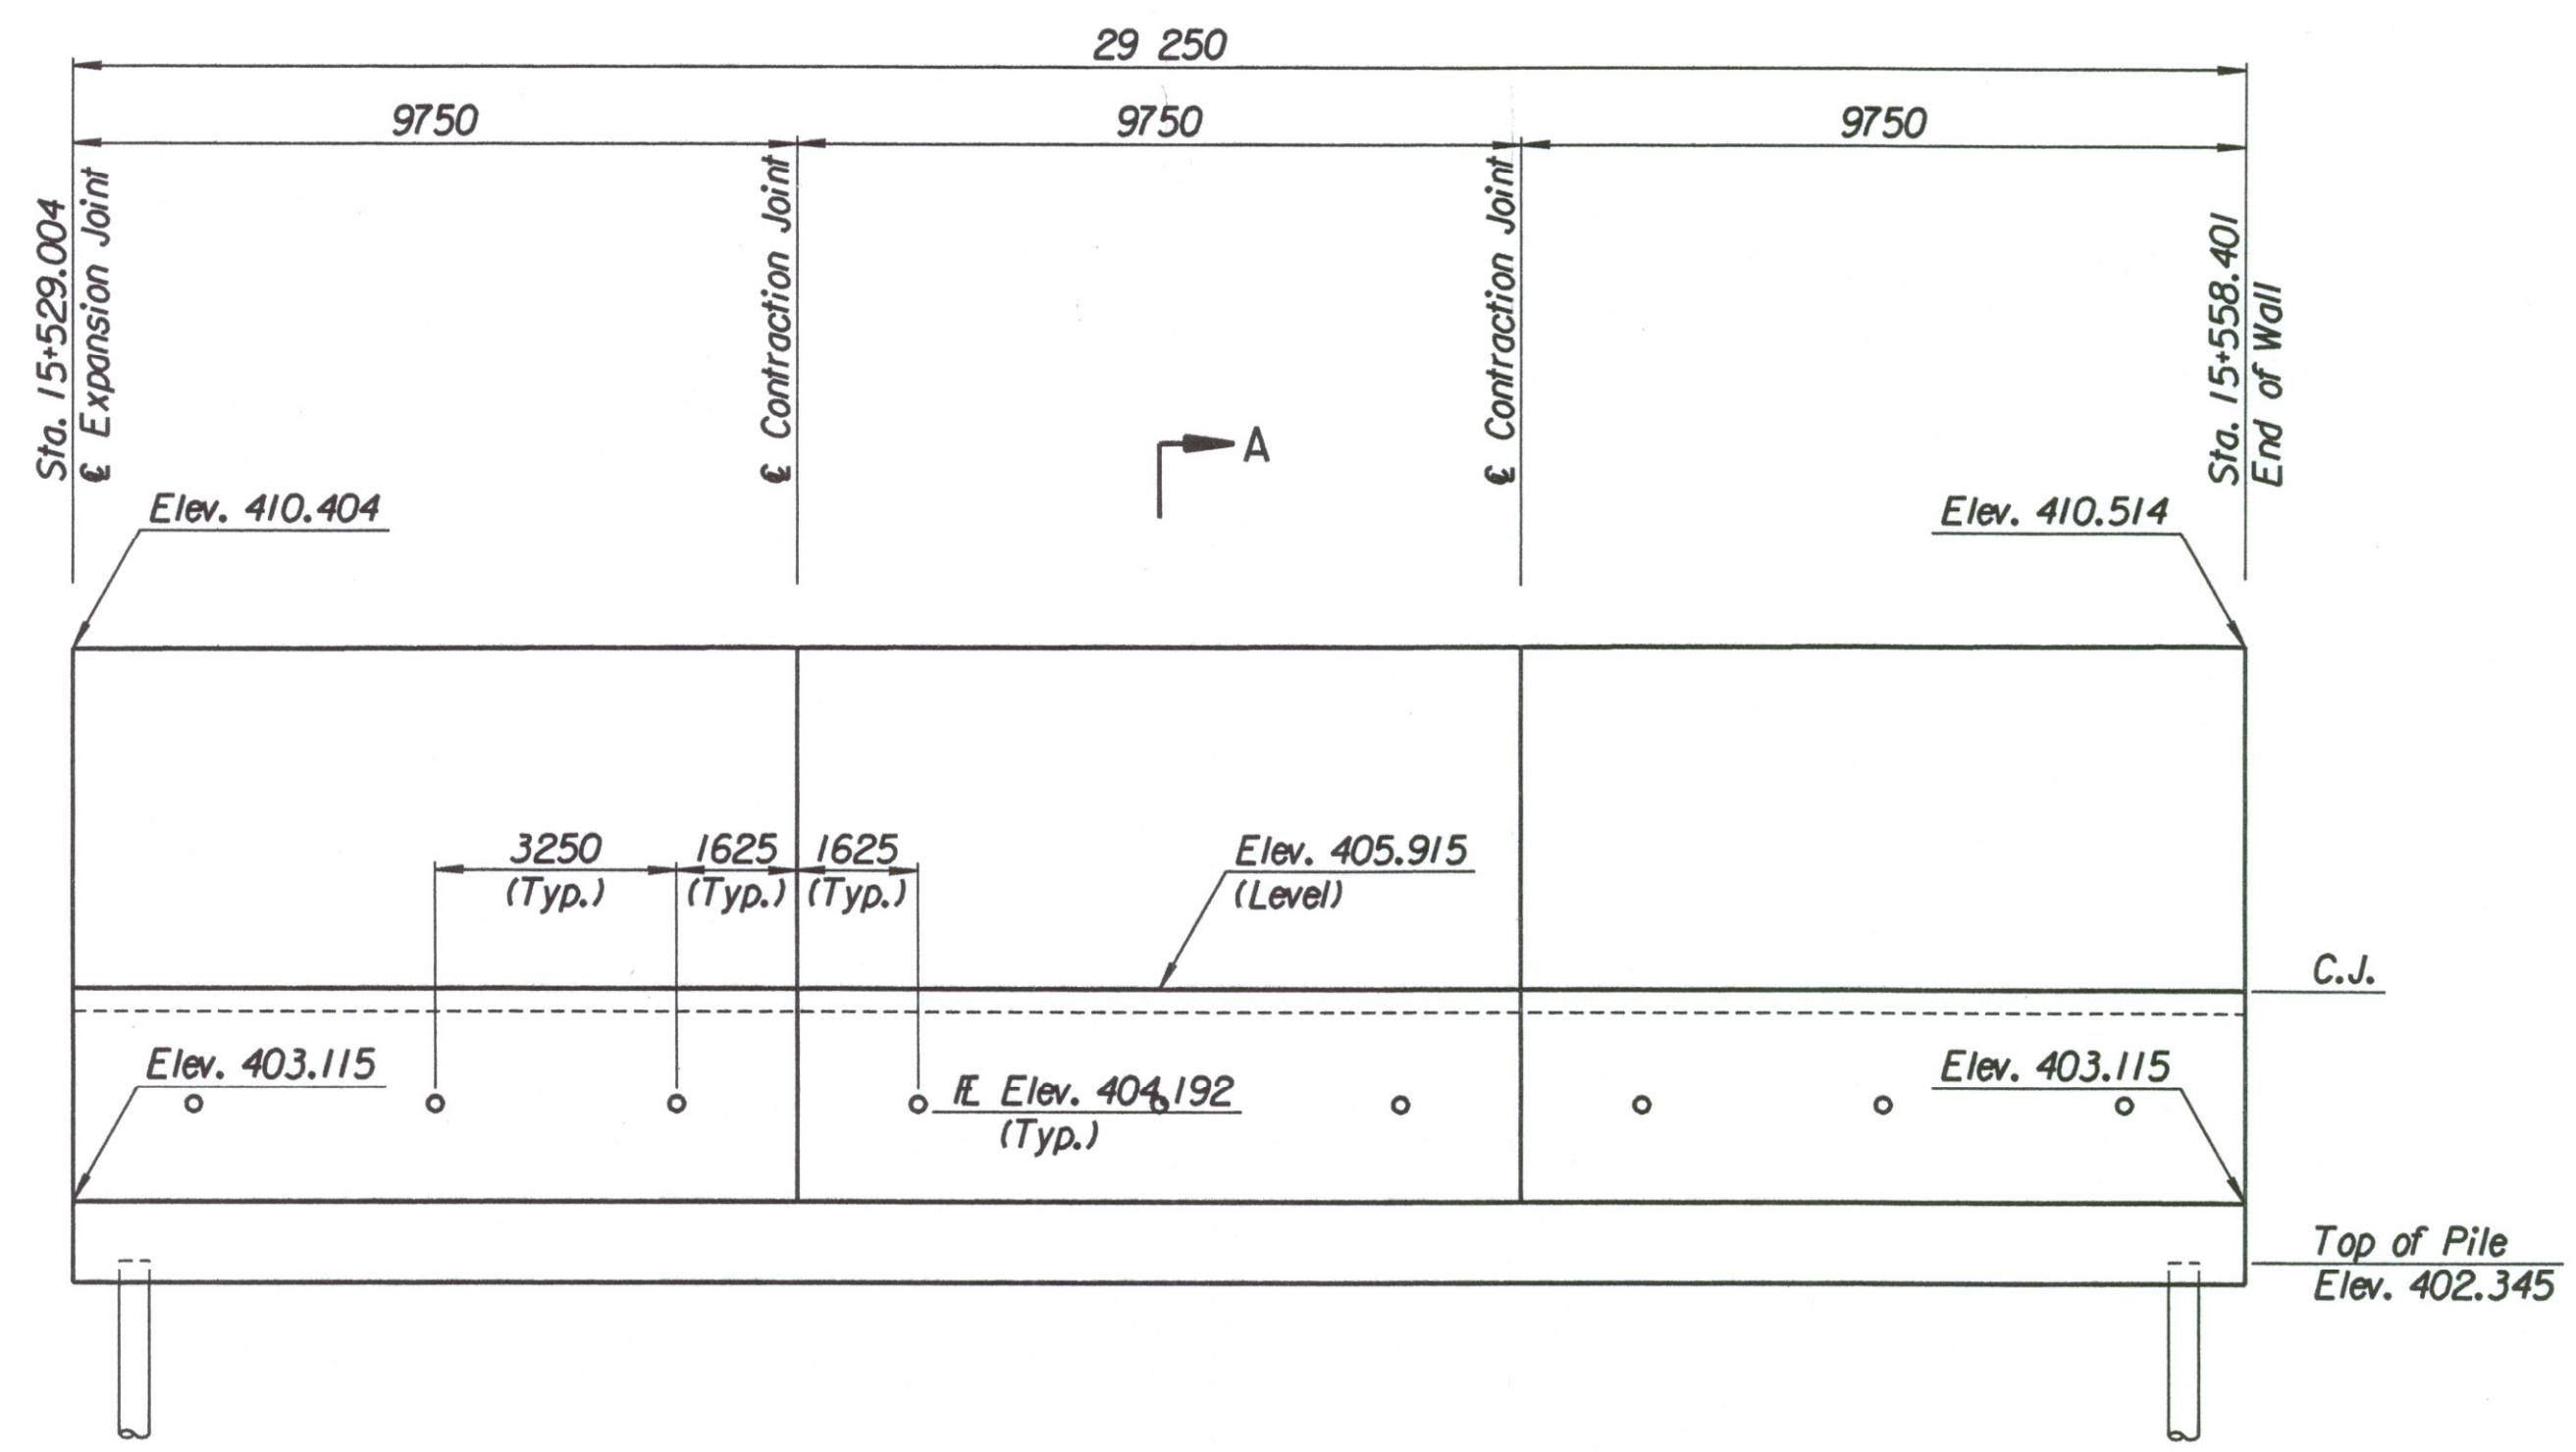 29 250
9750
9750
9750
Sta. 15+529.004
℄ Expansion Joint
℄ Contraction Joint
℄ Contraction Joint
Sta. 15+558.401
End of Wall
A
Elev. 410.404
Elev. 410.514
3250
(Typ.)
1625
(Typ.)
1625
(Typ.)
Elev. 405.915
(Level)
C.J.
Elev. 403.115
Elev. 404.192
(Typ.)
Elev. 403.115
Top of Pile
Elev. 402.345